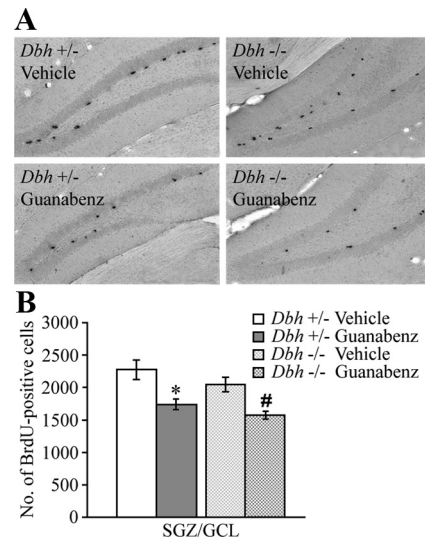 A
Dbh +/-
Vehicle
Dbh -/-
Vehicle
Dbh +/-
Guanabenz
Dbh -/-
Guanabenz
B
No. of BrdU-positive cells
3000
2500
2000
1500
1000
500
0
*
#
Dbh +/- Vehicle
Dbh +/- Guanabenz
Dbh -/- Vehicle
Dbh -/- Guanabenz
SGZ/GCL